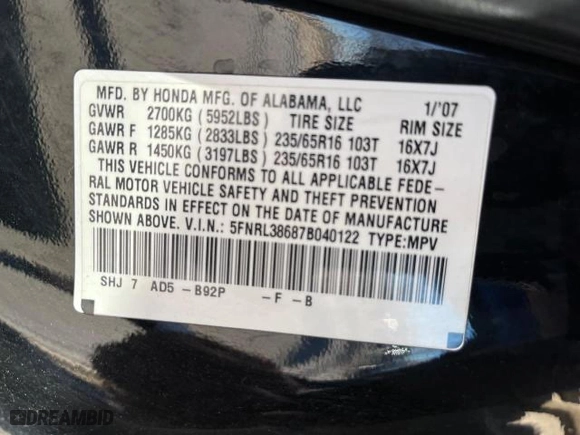 MFD. BY HONDA MFG. OF ALABAMA, LLC 1/'07
GVWR 2700KG (5952LBS) TIRE SIZE RIM SIZE
GAWR F 1285KG (2833LBS) 235/65R16 103T 16X7J
GAWR R 1450KG (3197LBS) 235/65R16 103T 16X7J
THIS VEHICLE CONFORMS TO ALL APPLICABLE FEDE-
RAL MOTOR VEHICLE SAFETY AND THEFT PREVENTION
STANDARDS IN EFFECT ON THE DATE OF MANUFACTURE
SHOWN ABOVE. V.I.N.: 5FNRL38687B040122 TYPE:MPV
SHJ 7 AD5 -B92P -F-B
DREAMBID